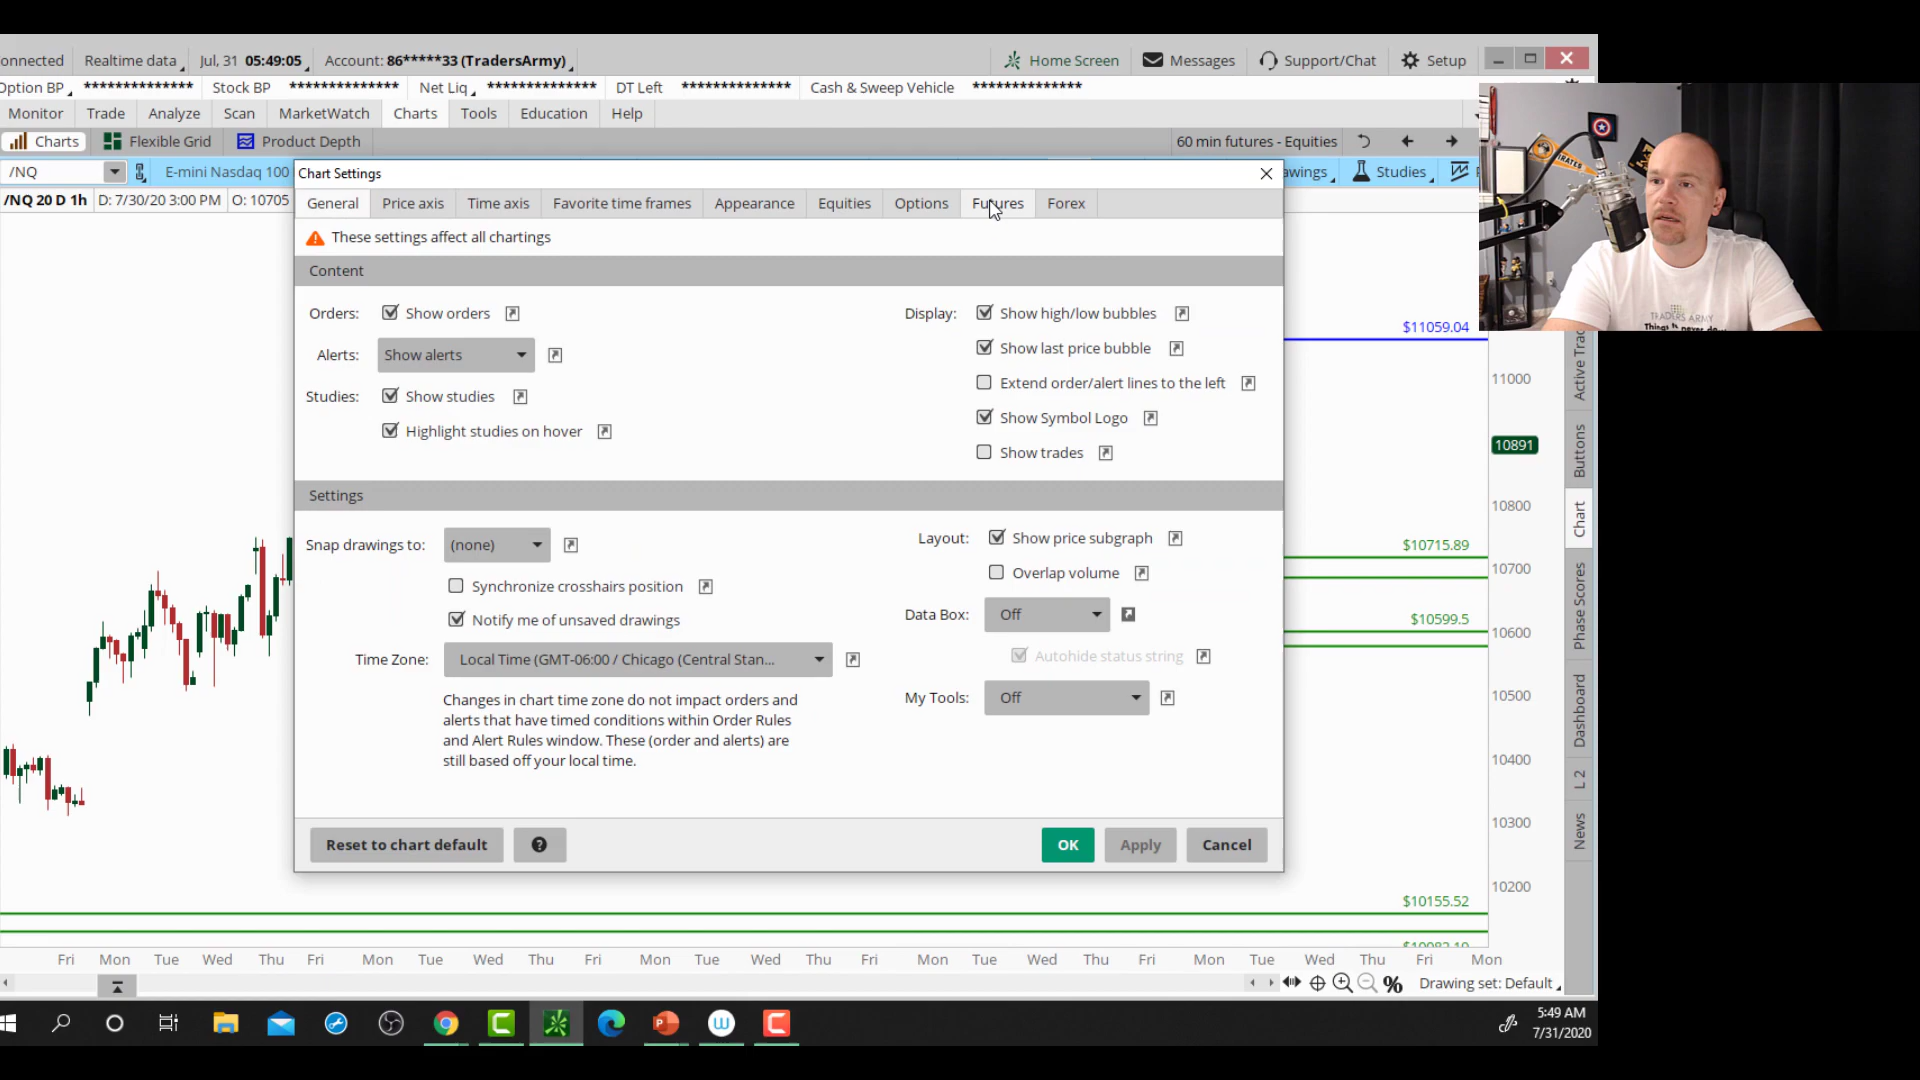 onnected Realtime data Jul, 31 05:49:05 Account: 86*****33 (TradersArmy) Home Screen Messages Support/Chat Setup
Option BP ************** Stock BP ************** Net Liq ************** DT Left ************** Cash & Sweep Vehicle **************
Monitor Trade Analyze Scan MarketWatch Charts Tools Education Help
Charts Flexible Grid Product Depth 60 min futures - Equities
/NQ E-mini Nasdaq 100 Chart Settings awings Studies
/NQ 20 D 1h D: 7/30/20 3:00 PM O: 10705
General Price axis Time axis Favorite time frames Appearance Equities Options Futures Forex
These settings affect all chartings
Content
Orders: Show orders Display: Show high/low bubbles
Alerts: Show alerts Show last price bubble
Studies: Show studies Extend order/alert lines to the left
Highlight studies on hover Show Symbol Logo
Show trades
Settings
Snap drawings to: (none) Layout: Show price subgraph
Synchronize crosshairs position Overlap volume
Notify me of unsaved drawings Data Box: Off
Time Zone: Local Time (GMT-06:00 / Chicago (Central Stan... Autohide status string
Changes in chart time zone do not impact orders and My Tools: Off
alerts that have timed conditions within Order Rules
and Alert Rules window. These (order and alerts) are
still based off your local time.
Reset to chart default ? OK Apply Cancel
$11059.04
11000
10891
10800
$10715.89
10700
$10599.5
10600
10500
10400
10300
10200
$10155.52
Active Tra
Buttons
Chart
Phase Scores
Dashboard
L 2
News
TRADERS ARMY
Fri Mon Tue Wed Thu Fri Mon Tue Wed Thu Fri Mon Tue Wed Thu Fri Mon Tue Wed Thu Fri Mon Tue Wed Thu Fri Mon
% Drawing set: Default
5:49 AM
7/31/2020